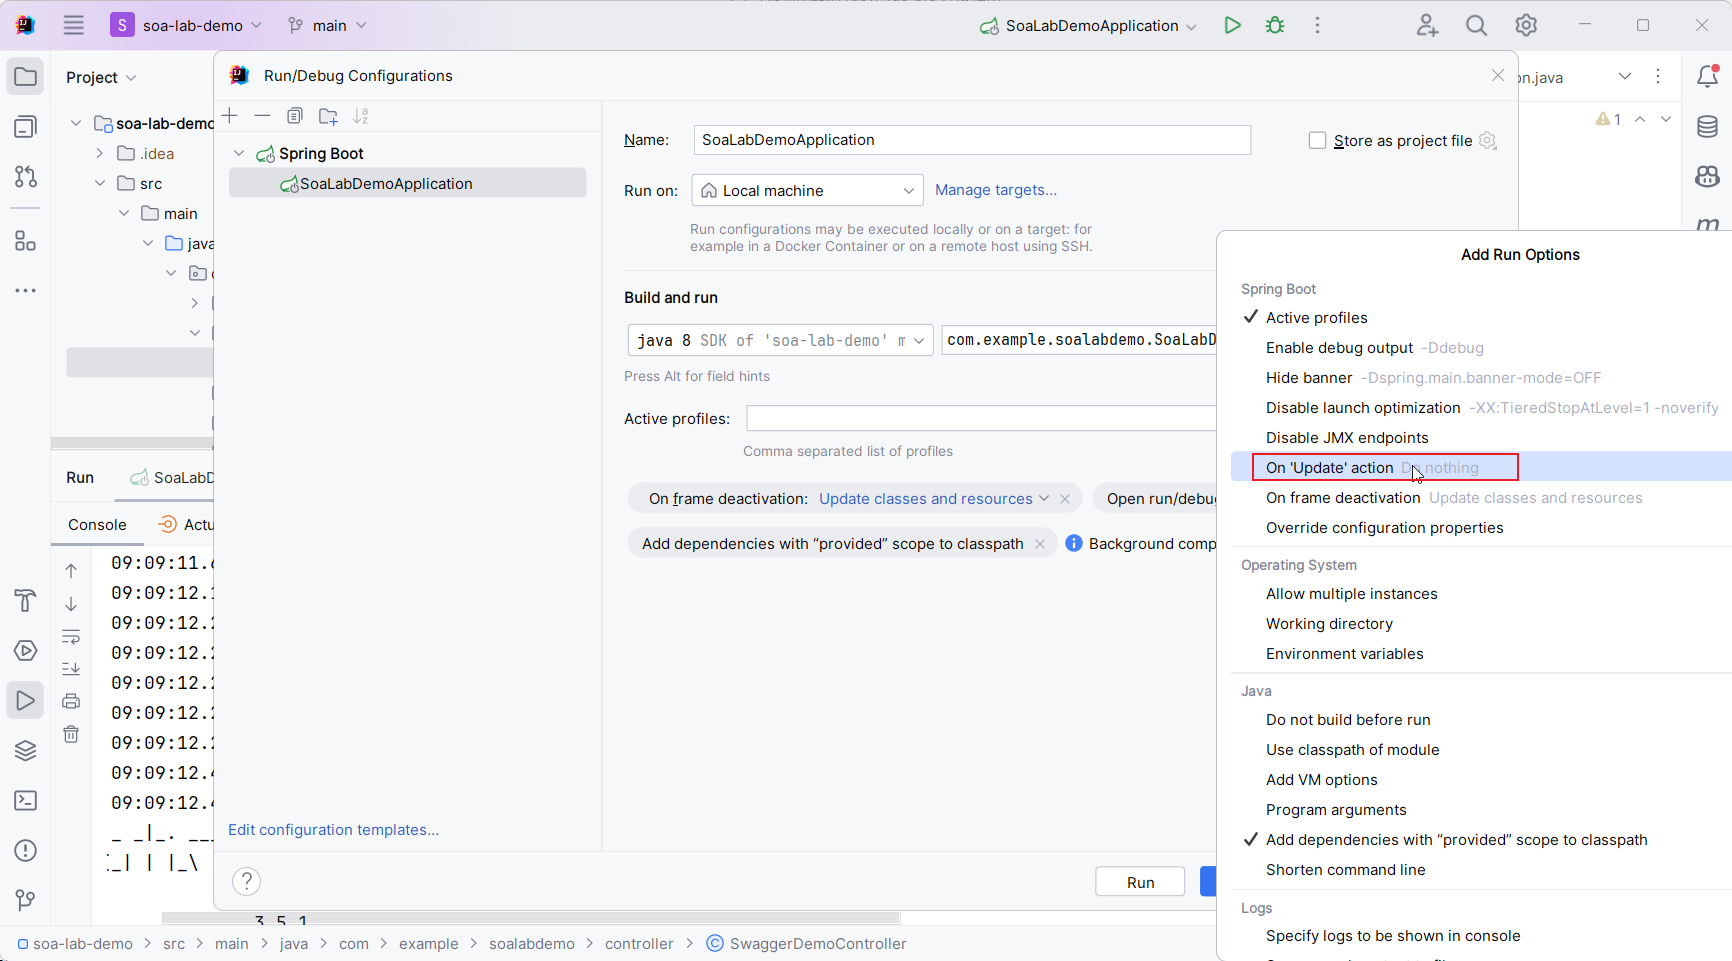 S soa-lab-demo main SoaLabDemoApplication
Project
soa-lab-demo
.idea
src
main
java
Run SoaLabD
Console Actu
09:09:11.
09:09:12.
09:09:12.
09:09:12.
09:09:12.
09:09:12.
09:09:12.
09:09:12.
09:09:12.
3.5.1
Run/Debug Configurations
on.java
1
Spring Boot
SoaLabDemoApplication
Edit configuration templates...
?
Name: SoaLabDemoApplication Store as project file
Run on: Local machine Manage targets...
Run configurations may be executed locally or on a target: for
example in a Docker Container or on a remote host using SSH.
Build and run
java 8 SDK of 'soa-lab-demo' m com.example.soalabdemo.SoaLabD
Press Alt for field hints
Active profiles:
Comma separated list of profiles
On frame deactivation: Update classes and resources Open run/debug
Add dependencies with “provided” scope to classpath Background comp
Run
Add Run Options
Spring Boot
Active profiles
Enable debug output -Ddebug
Hide banner -Dspring.main.banner-mode=OFF
Disable launch optimization -XX:TieredStopAtLevel=1 -noverify
Disable JMX endpoints
On 'Update' action Do nothing
On frame deactivation Update classes and resources
Override configuration properties
Operating System
Allow multiple instances
Working directory
Environment variables
Java
Do not build before run
Use classpath of module
Add VM options
Program arguments
Add dependencies with “provided” scope to classpath
Shorten command line
Logs
Specify logs to be shown in console
soa-lab-demo > src > main > java > com > example > soalabdemo > controller > SwaggerDemoController